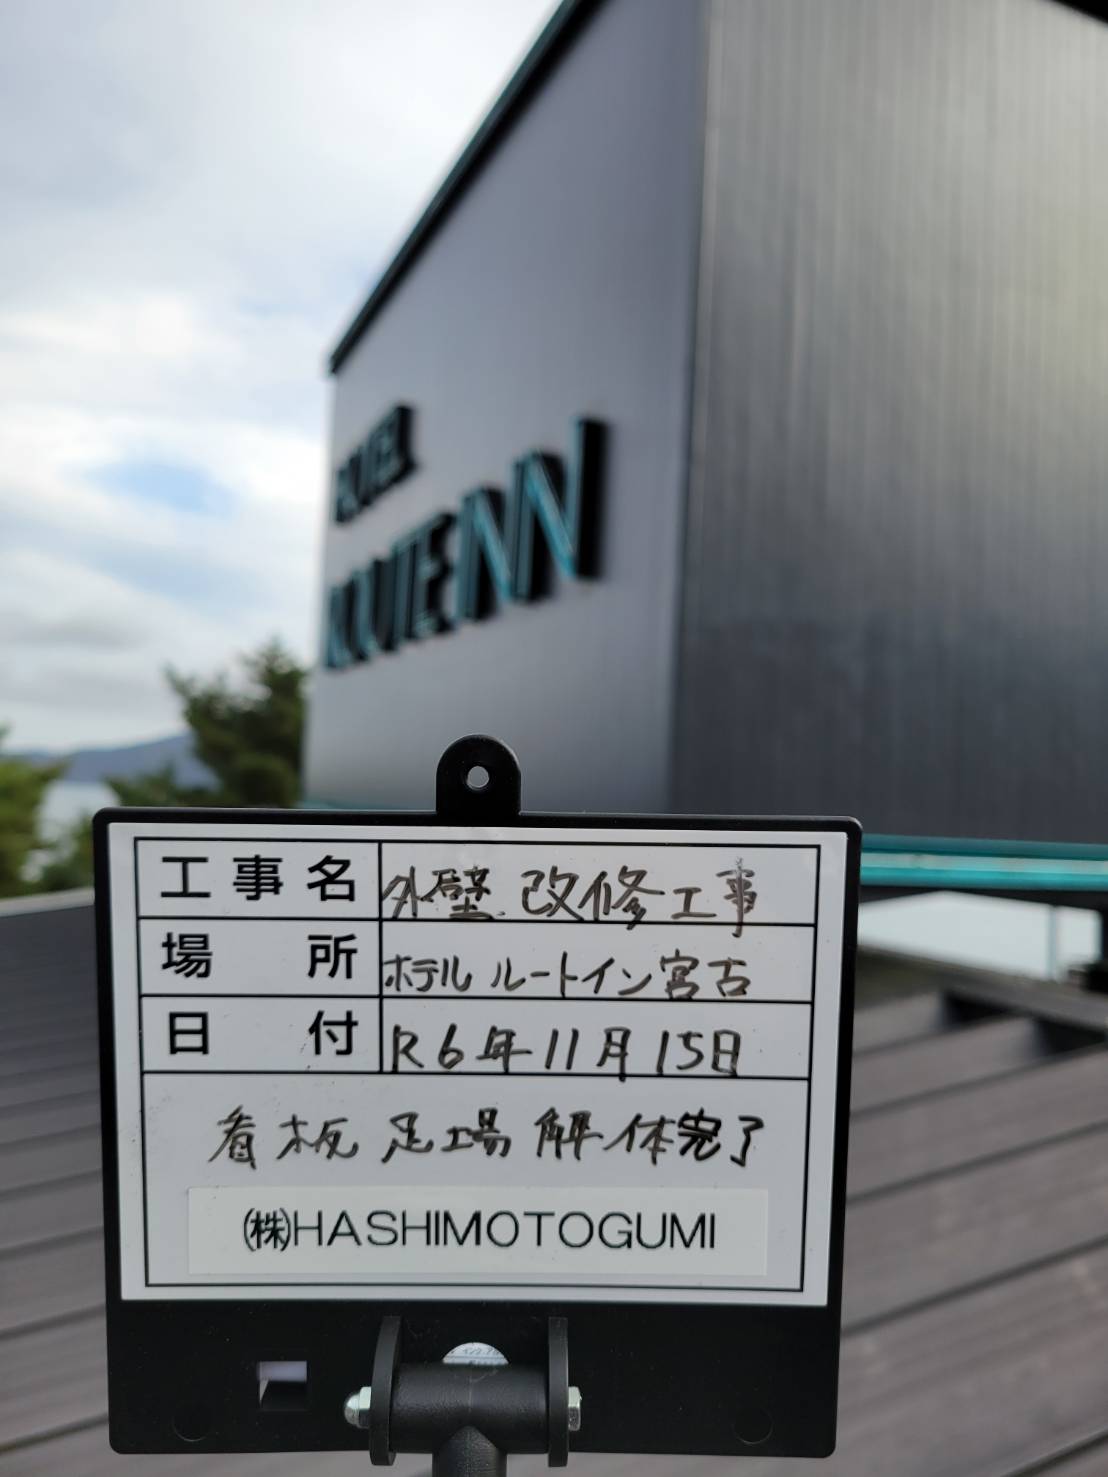 HOTEL
ROUTE INN
工事名 外壁改修工事
場所 ホテルルートイン宮古
日付 R6年11月15日
看板足場解体完了
㈱HASHIMOTOGUMI